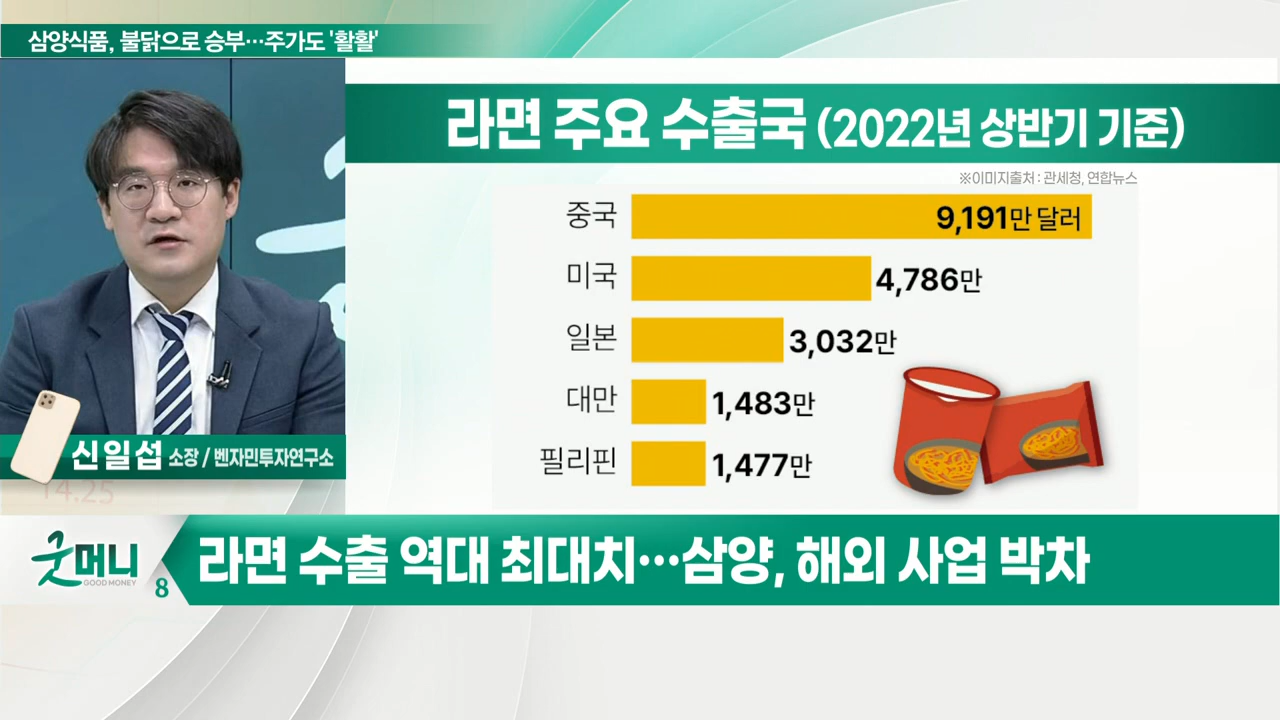 삼양식품, 불닭으로 승부…주가도 '활활'
라면 주요 수출국 (2022년 상반기 기준)
※이미지출처 : 관세청, 연합뉴스
중국 9,191만 달러
미국 4,786만
일본 3,032만
대만 1,483만
필리핀 1,477만
신일섭 소장 / 벤자민투자연구소
14.25
굿머니
GOOD MONEY
8
라면 수출 역대 최대치…삼양, 해외 사업 박차